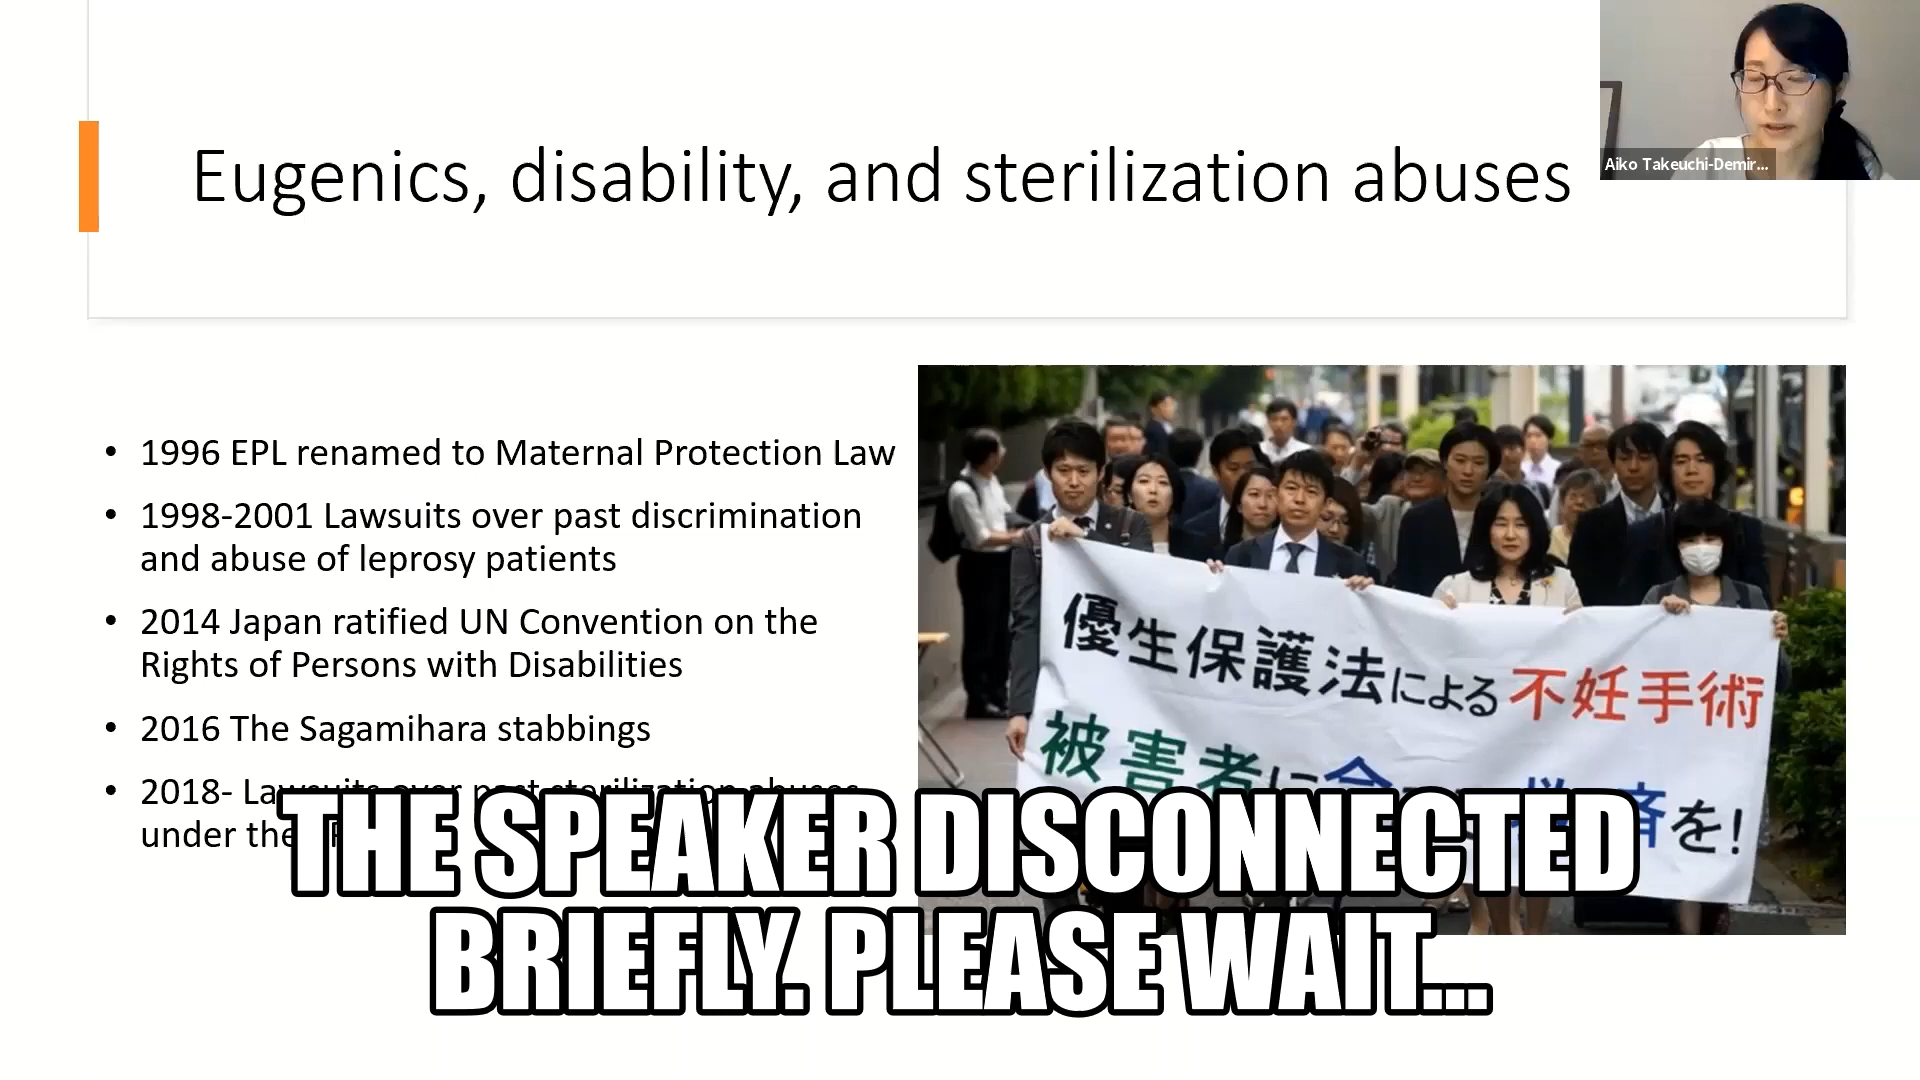 Aiko Takeuchi-Demir...
Eugenics, disability, and sterilization abuses
• 1996 EPL renamed to Maternal Protection Law
• 1998-2001 Lawsuits over past discrimination
and abuse of leprosy patients
• 2014 Japan ratified UN Convention on the
Rights of Persons with Disabilities
• 2016 The Sagamihara stabbings
• 2018- Lawsuits over past sterilization abuses
under the
優生保護法による不妊手術
被害者に を!
THE SPEAKER DISCONNECTED
BRIEFLY. PLEASE WAIT...